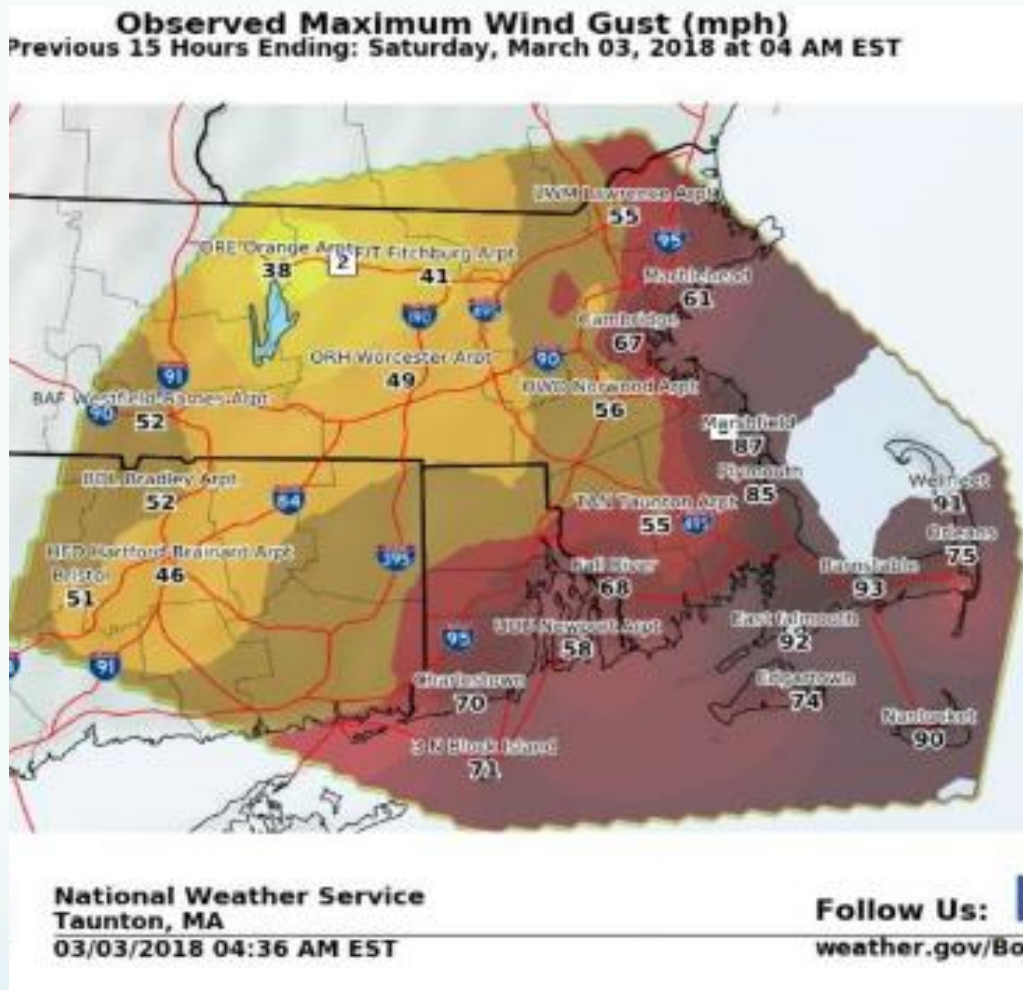 Observed Maximum Wind Gust (mph)
Previous 15 Hours Ending: Saturday, March 03, 2018 at 04 AM EST
LWM Lawrence Arpt
55
95
ORE Orange Arpt
38
2
FIT Fitchburg Arpt
41
Marblehead
61
190
495
Cambridge
67
ORH Worcester Arpt
49
90
OWD Norwood Arpt
56
91
BAF Westfield Barnes Arpt
90
52
Marshfield
87
Plymouth
85
BDL Bradley Arpt
52
84
Wellfleet
91
TAN Taunton Arpt
55
495
Orleans
75
HFD Hartford Brainard Arpt
46
Bristol
51
395
Fall River
68
Barnstable
93
95
UUU Newport Arpt
58
East Falmouth
92
91
Charlestown
70
Edgartown
74
Nantucket
90
3 N Block Island
71
National Weather Service
Taunton, MA
03/03/2018 04:36 AM EST
Follow Us:
weather.gov/Bo